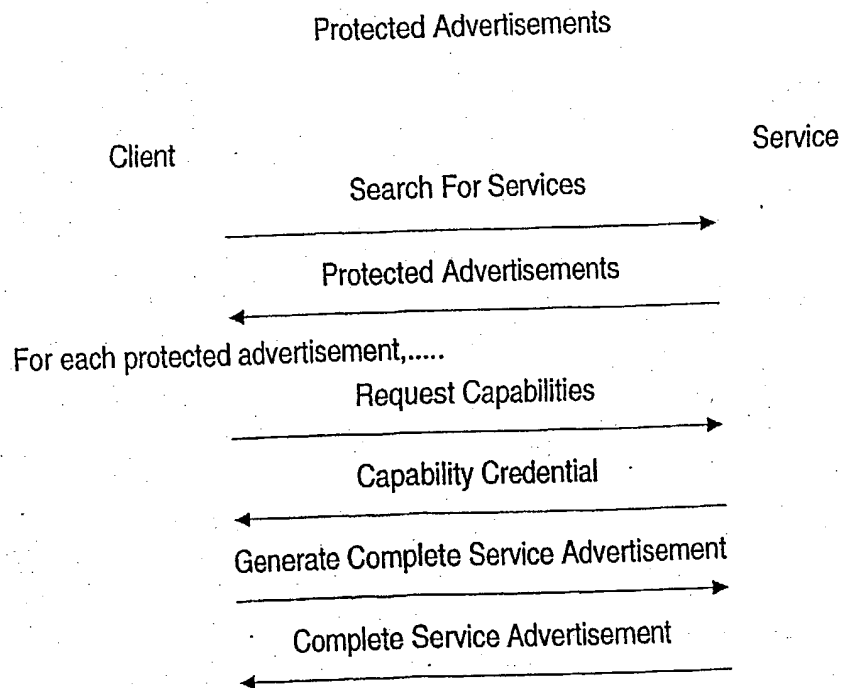 Protected Advertisements
Client
Service
Search For Services
Protected Advertisements
For each protected advertisement,.....
Request Capabilities
Capability Credential
Generate Complete Service Advertisement
Complete Service Advertisement